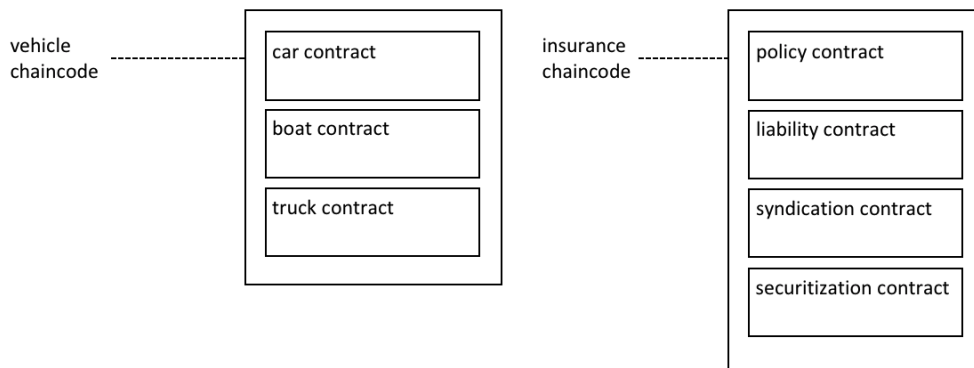 vehicle
chaincode
car contract
boat contract
truck contract
insurance
chaincode
policy contract
liability contract
syndication contract
securitization contract